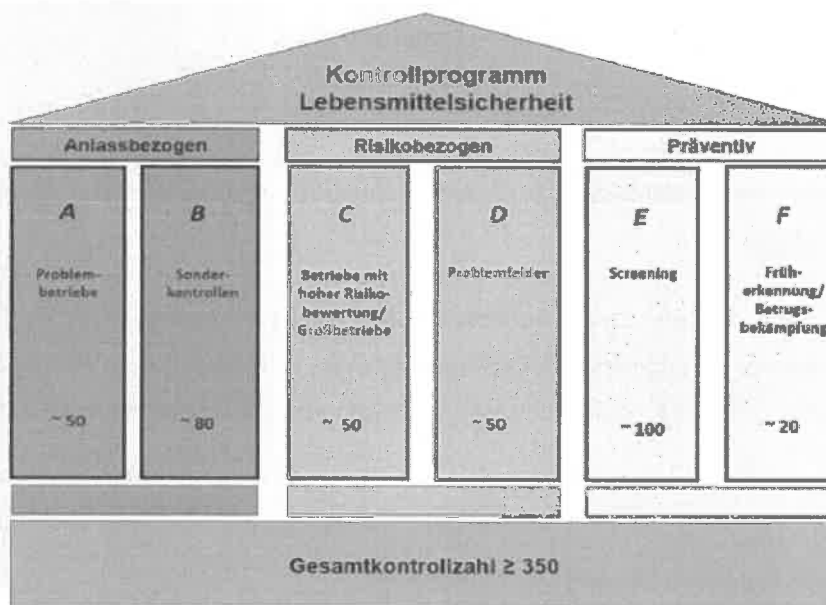 Kontrollprogramm
Lebensmittelsicherheit
Anlassbezogen
Risikobezogen
Präventiv
A
Problem-
betriebe
~ 50
B
Sonder-
kontrollen
~ 80
C
Betriebe mit
hoher Risiko-
bewertung/
Großbetriebe
~ 50
D
Problemfelder
~ 50
E
Screening
~100
F
Früh-
erkennung/
Betrugs-
bekämpfung
~ 20
Gesamtkontrollzahl ≥ 350